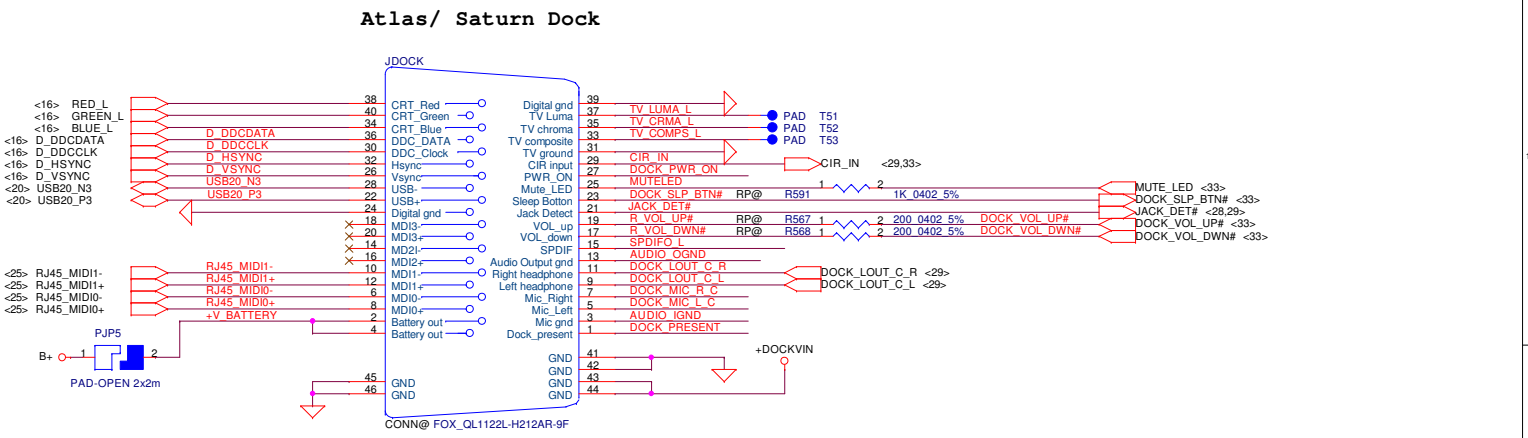 Atlas/ Saturn Dock
JDOCK
<16> RED_L 38 CRT_Red Digital gnd 39
<16> GREEN_L 40 CRT_Green TV Luma 37 TV_LUMA_L PAD T51
<16> BLUE_L 34 CRT_Blue TV chroma 35 TV_CRMA_L PAD T52
<16> D_DDCDATA D_DDCDATA 36 DDC_DATA TV composite 33 TV_COMPS_L PAD T53
<16> D_DDCCLK D_DDCCLK 30 DDC_Clock TV ground 31
<16> D_HSYNC D_HSYNC 32 Hsync CIR input 29 CIR_IN CIR_IN <29,33>
<16> D_VSYNC D_VSYNC 26 Vsync PWR_ON 27 DOCK_PWR_ON
<20> USB20_N3 USB20_N3 28 USB- Mute_LED 25 MUTELED 1 2 MUTE_LED <33>
<20> USB20_P3 USB20_P3 22 USB+ Sleep Botton 23 DOCK_SLP_BTN# RP@ R591 1K_0402_5% DOCK_SLP_BTN# <33>
24 Digital gnd Jack Detect 21 JACK_DET# JACK_DET# <28,29>
18 MDI3- VOL_up 19 R_VOL_UP# RP@ R567 1 2 200_0402_5% DOCK_VOL_UP# DOCK_VOL_UP# <33>
20 MDI3+ VOL_down 17 R_VOL_DWN# RP@ R568 1 2 200_0402_5% DOCK_VOL_DWN# DOCK_VOL_DWN# <33>
14 MD2I- SPDIF 15 SPDIFO_L
16 MDI2+ Audio Output gnd 13 AUDIO_OGND
<25> RJ45_MIDI1- RJ45_MIDI1- 10 MDI1- Right headphone 11 DOCK_LOUT_C_R DOCK_LOUT_C_R <29>
<25> RJ45_MIDI1+ RJ45_MIDI1+ 12 MDI1+ Left headphone 9 DOCK_LOUT_C_L DOCK_LOUT_C_L <29>
<25> RJ45_MIDI0- RJ45_MIDI0- 6 MDI0- Mic_Right 7 DOCK_MIC_R_C
<25> RJ45_MIDI0+ RJ45_MIDI0+ 8 MDI0+ Mic_Left 5 DOCK_MIC_L_C
+V_BATTERY 2 Battery out Mic gnd 3 AUDIO_IGND
4 Battery out Dock_present 1 DOCK_PRESENT
PJP5
B+ 1 2
PAD-OPEN 2x2m
+DOCKVIN
GND 41
GND 42
45 GND GND 43
46 GND GND 44
CONN@ FOX_QL1122L-H212AR-9F